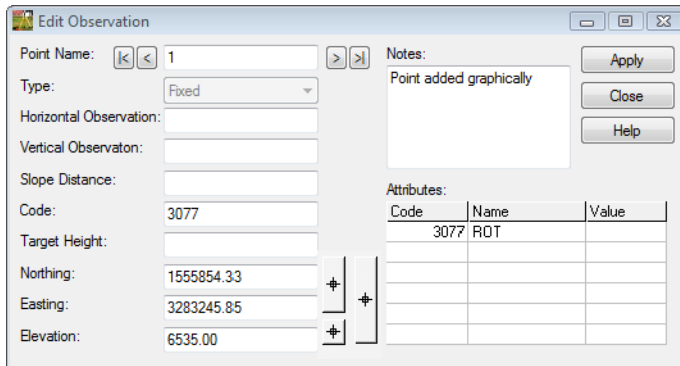 Edit Observation
Point Name: |< < 1 > >|
Type: Fixed
Horizontal Observation:
Vertical Observaton:
Slope Distance:
Code: 3077
Target Height:
Northing: 1555854.33
Easting: 3283245.85
Elevation: 6535.00
Notes:
Point added graphically
Apply
Close
Help
Attributes:
Code Name Value
3077 ROT